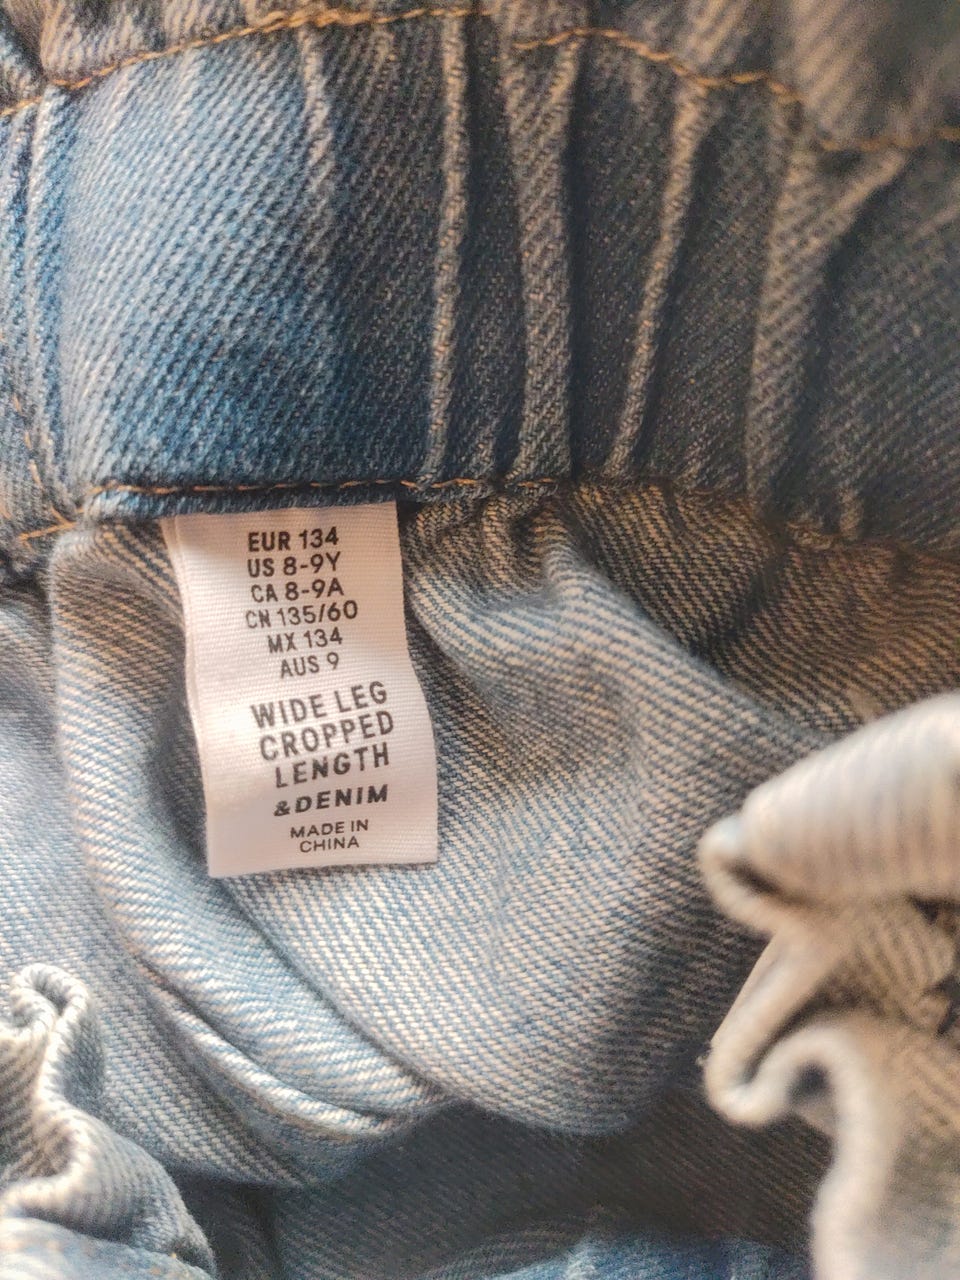 EUR 134
US 8-9Y
CA 8-9A
CN 135/60
MX 134
AUS 9
WIDE LEG
CROPPED
LENGTH
&DENIM
MADE IN
CHINA